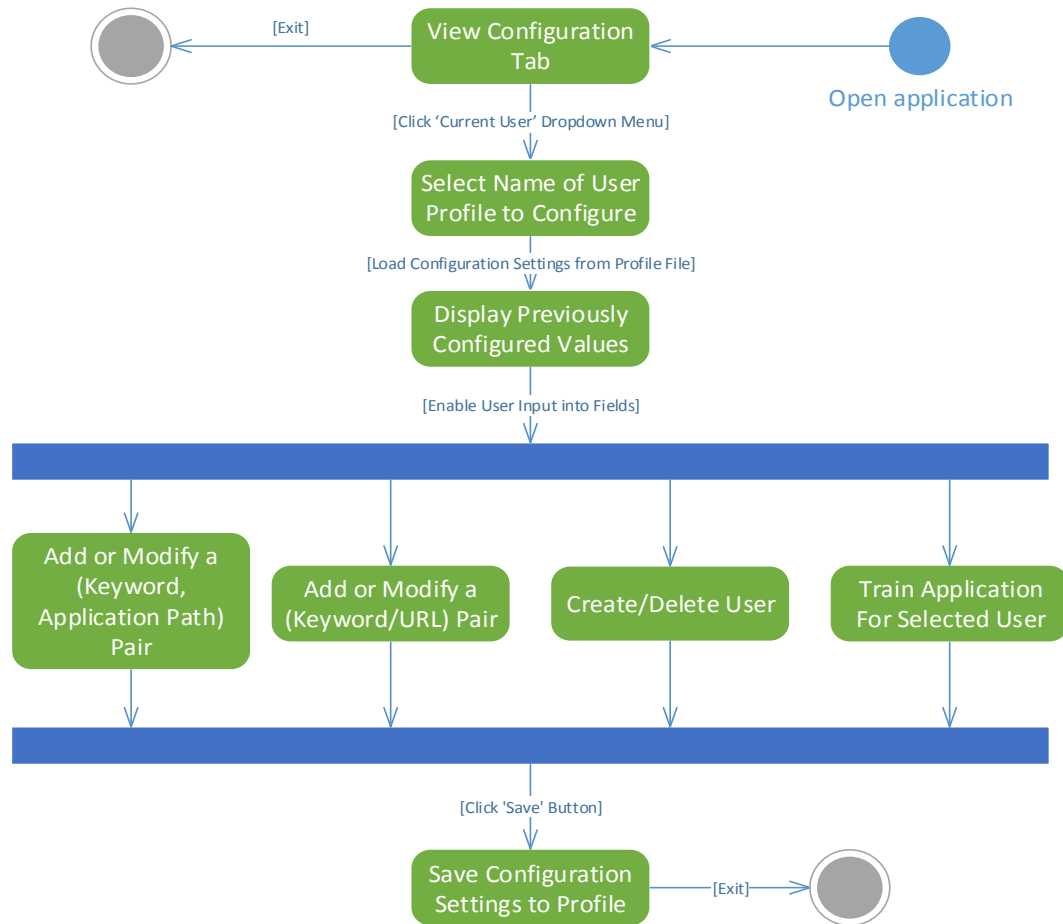 [Exit]
View Configuration
Tab
Open application
[Click ‘Current User’ Dropdown Menu]
Select Name of User
Profile to Configure
[Load Configuration Settings from Profile File]
Display Previously
Configured Values
[Enable User Input into Fields]
Add or Modify a
(Keyword,
Application Path)
Pair
Add or Modify a
(Keyword/URL) Pair
Create/Delete User
Train Application
For Selected User
[Click 'Save' Button]
Save Configuration
Settings to Profile
[Exit]